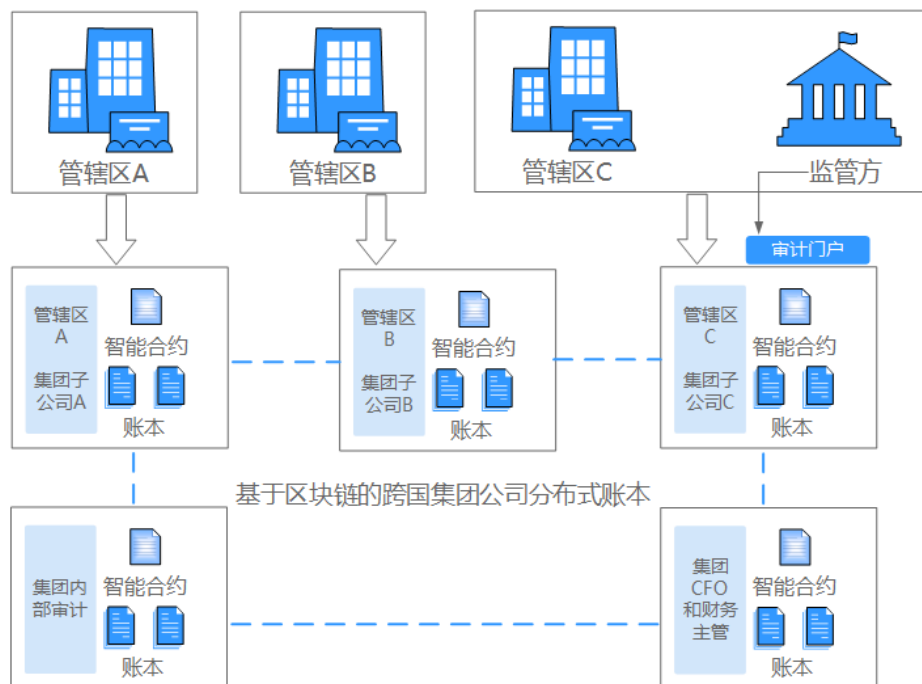 管辖区A
管辖区B
管辖区C
监管方
审计门户
管辖区
A
集团子
公司A
智能合约
账本
管辖区
B
集团子
公司B
智能合约
账本
管辖区
C
集团子
公司C
智能合约
账本
基于区块链的跨国集团公司分布式账本
集团内
部审计
智能合约
账本
集团
CFO
和财务
主管
智能合约
账本